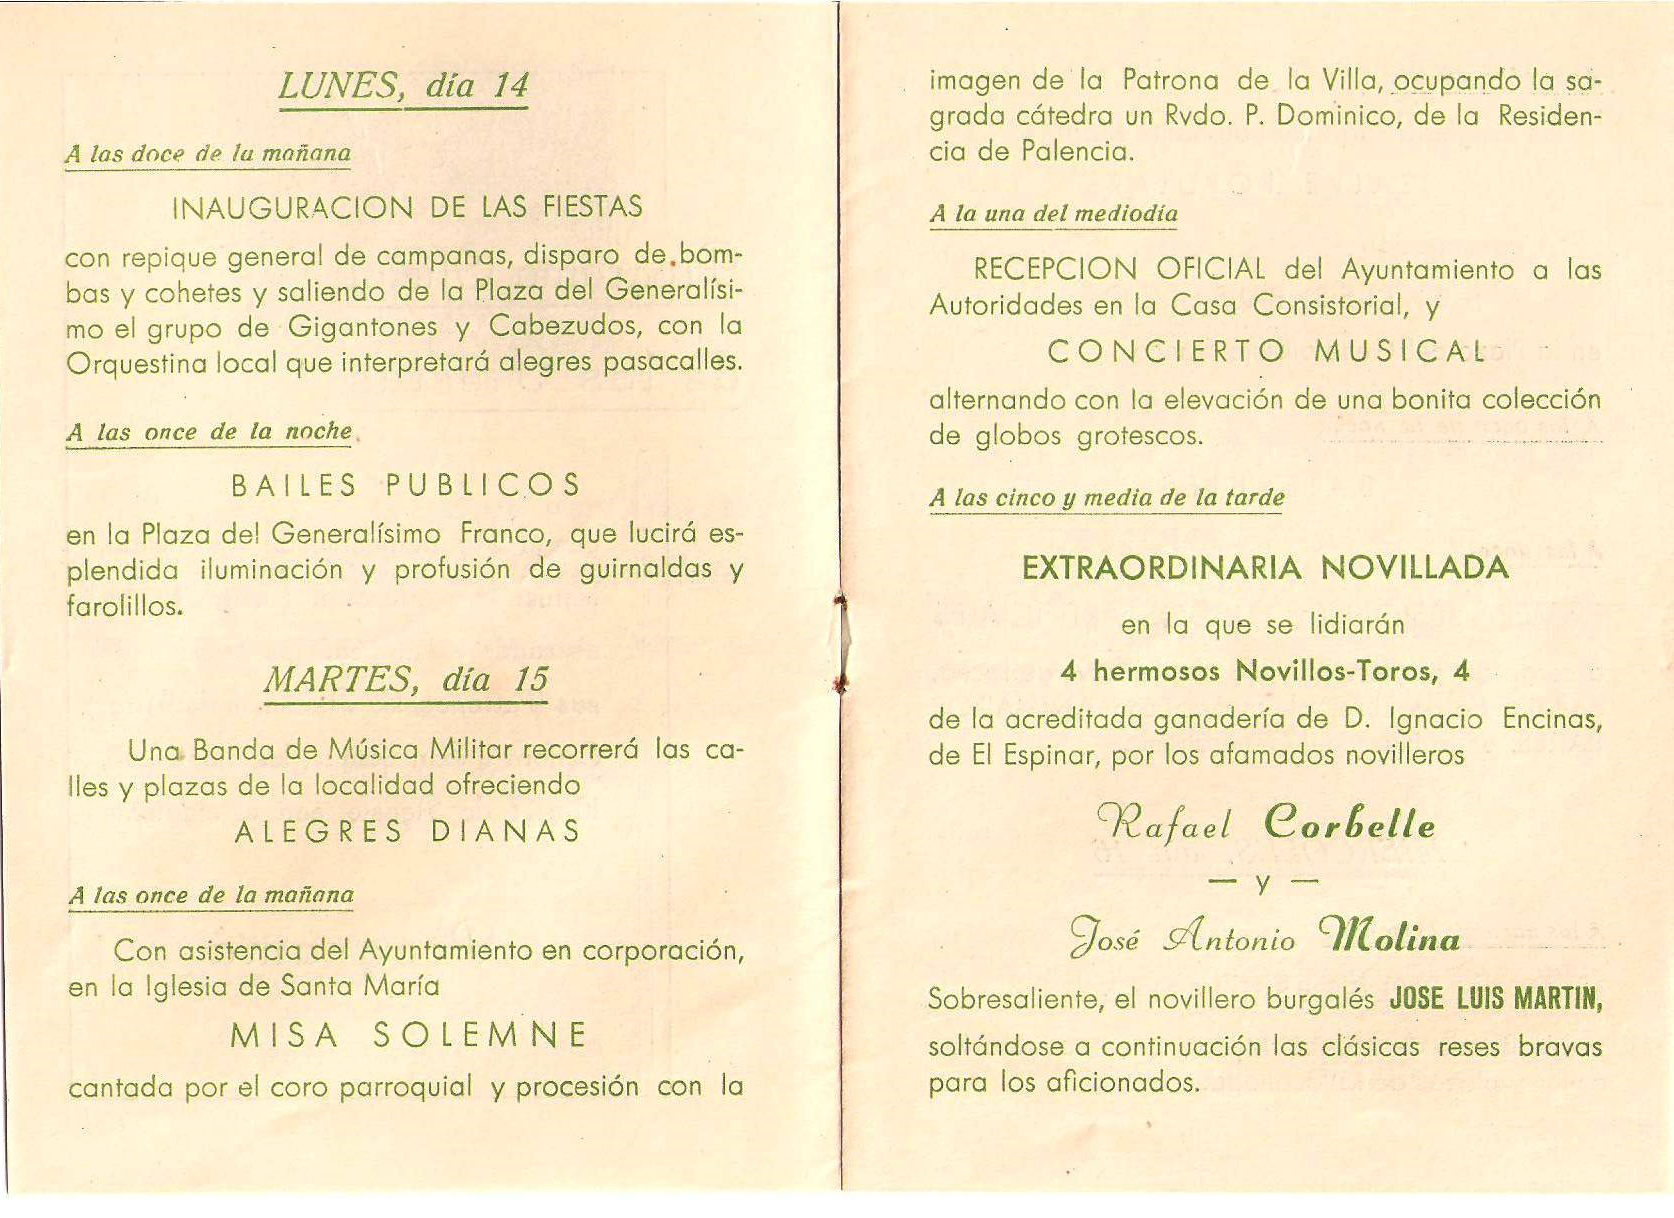 LUNES, día 14
A las doce de la mañana
INAUGURACION DE LAS FIESTAS
con repique general de campanas, disparo de bom-
bas y cohetes y saliendo de la Plaza del Generalísi-
mo el grupo de Gigantones y Cabezudos, con la
Orquestina local que interpretará alegres pasacalles.
A las once de la noche
BAILES PUBLICOS
en la Plaza del Generalísimo Franco, que lucirá es-
plendida iluminación y profusión de guirnaldas y
farolillos.
MARTES, día 15
Una Banda de Música Militar recorrerá las ca-
lles y plazas de la localidad ofreciendo
ALEGRES DIANAS
A las once de la mañana
Con asistencia del Ayuntamiento en corporación,
en la Iglesia de Santa María
MISA SOLEMNE
cantada por el coro parroquial y procesión con la
imagen de la Patrona de la Villa, ocupando la sa-
grada cátedra un Rvdo. P. Dominico, de la Residen-
cia de Palencia.
A la una del mediodía
RECEPCION OFICIAL del Ayuntamiento a las
Autoridades en la Casa Consistorial, y
CONCIERTO MUSICAL
alternando con la elevación de una bonita colección
de globos grotescos.
A las cinco y media de la tarde
EXTRAORDINARIA NOVILLADA
en la que se lidiarán
4 hermosos Novillos-Toros, 4
de la acreditada ganadería de D. Ignacio Encinas,
de El Espinar, por los afamados novilleros
Rafael Corbelle
— y —
José Antonio Molina
Sobresaliente, el novillero burgalés JOSE LUIS MARTIN,
soltándose a continuación las clásicas reses bravas
para los aficionados.